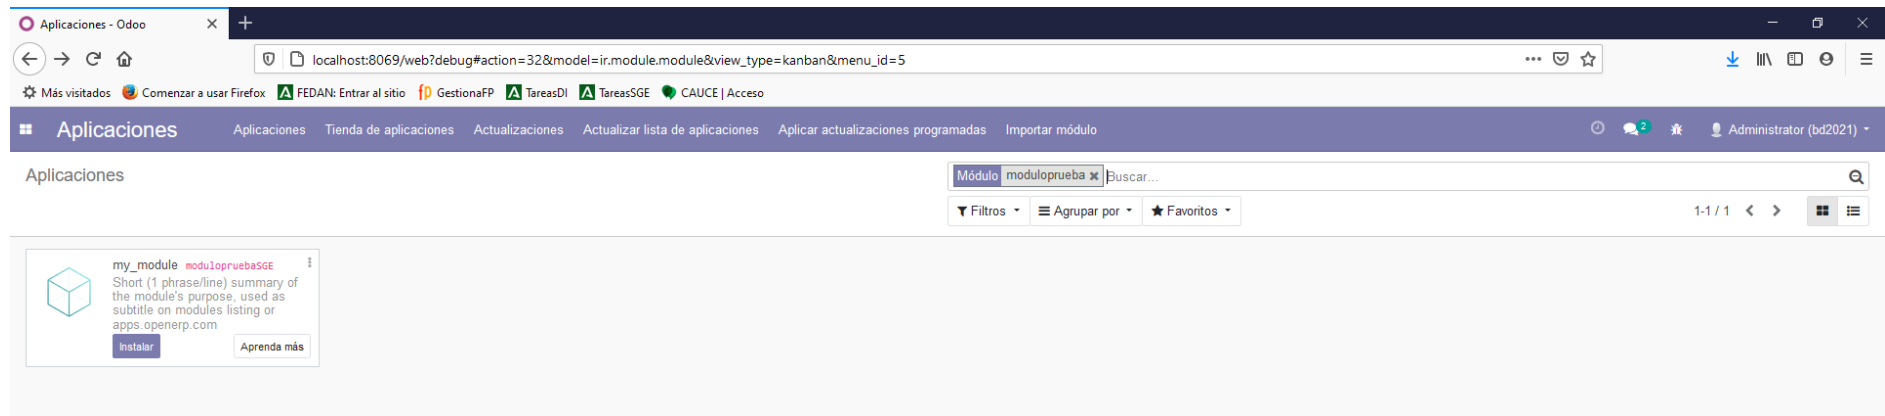 Aplicaciones - Odoo
localhost:8069/web?debug#action=32&model=ir.module.module&view_type=kanban&menu_id=5
Más visitados Comenzar a usar Firefox FEDAN: Entrar al sitio GestionaFP TareasDI TareasSGE CAUCE | Acceso
Aplicaciones Aplicaciones Tienda de aplicaciones Actualizaciones Actualizar lista de aplicaciones Aplicar actualizaciones programadas Importar módulo 2 Administrator (bd2021)
Aplicaciones Módulo moduloprueba Buscar...
Filtros Agrupar por Favoritos 1-1 / 1
my_module modulopruebaSGE
Short (1 phrase/line) summary of
the module's purpose, used as
subtitle on modules listing or
apps.openerp.com
Instalar Aprenda más